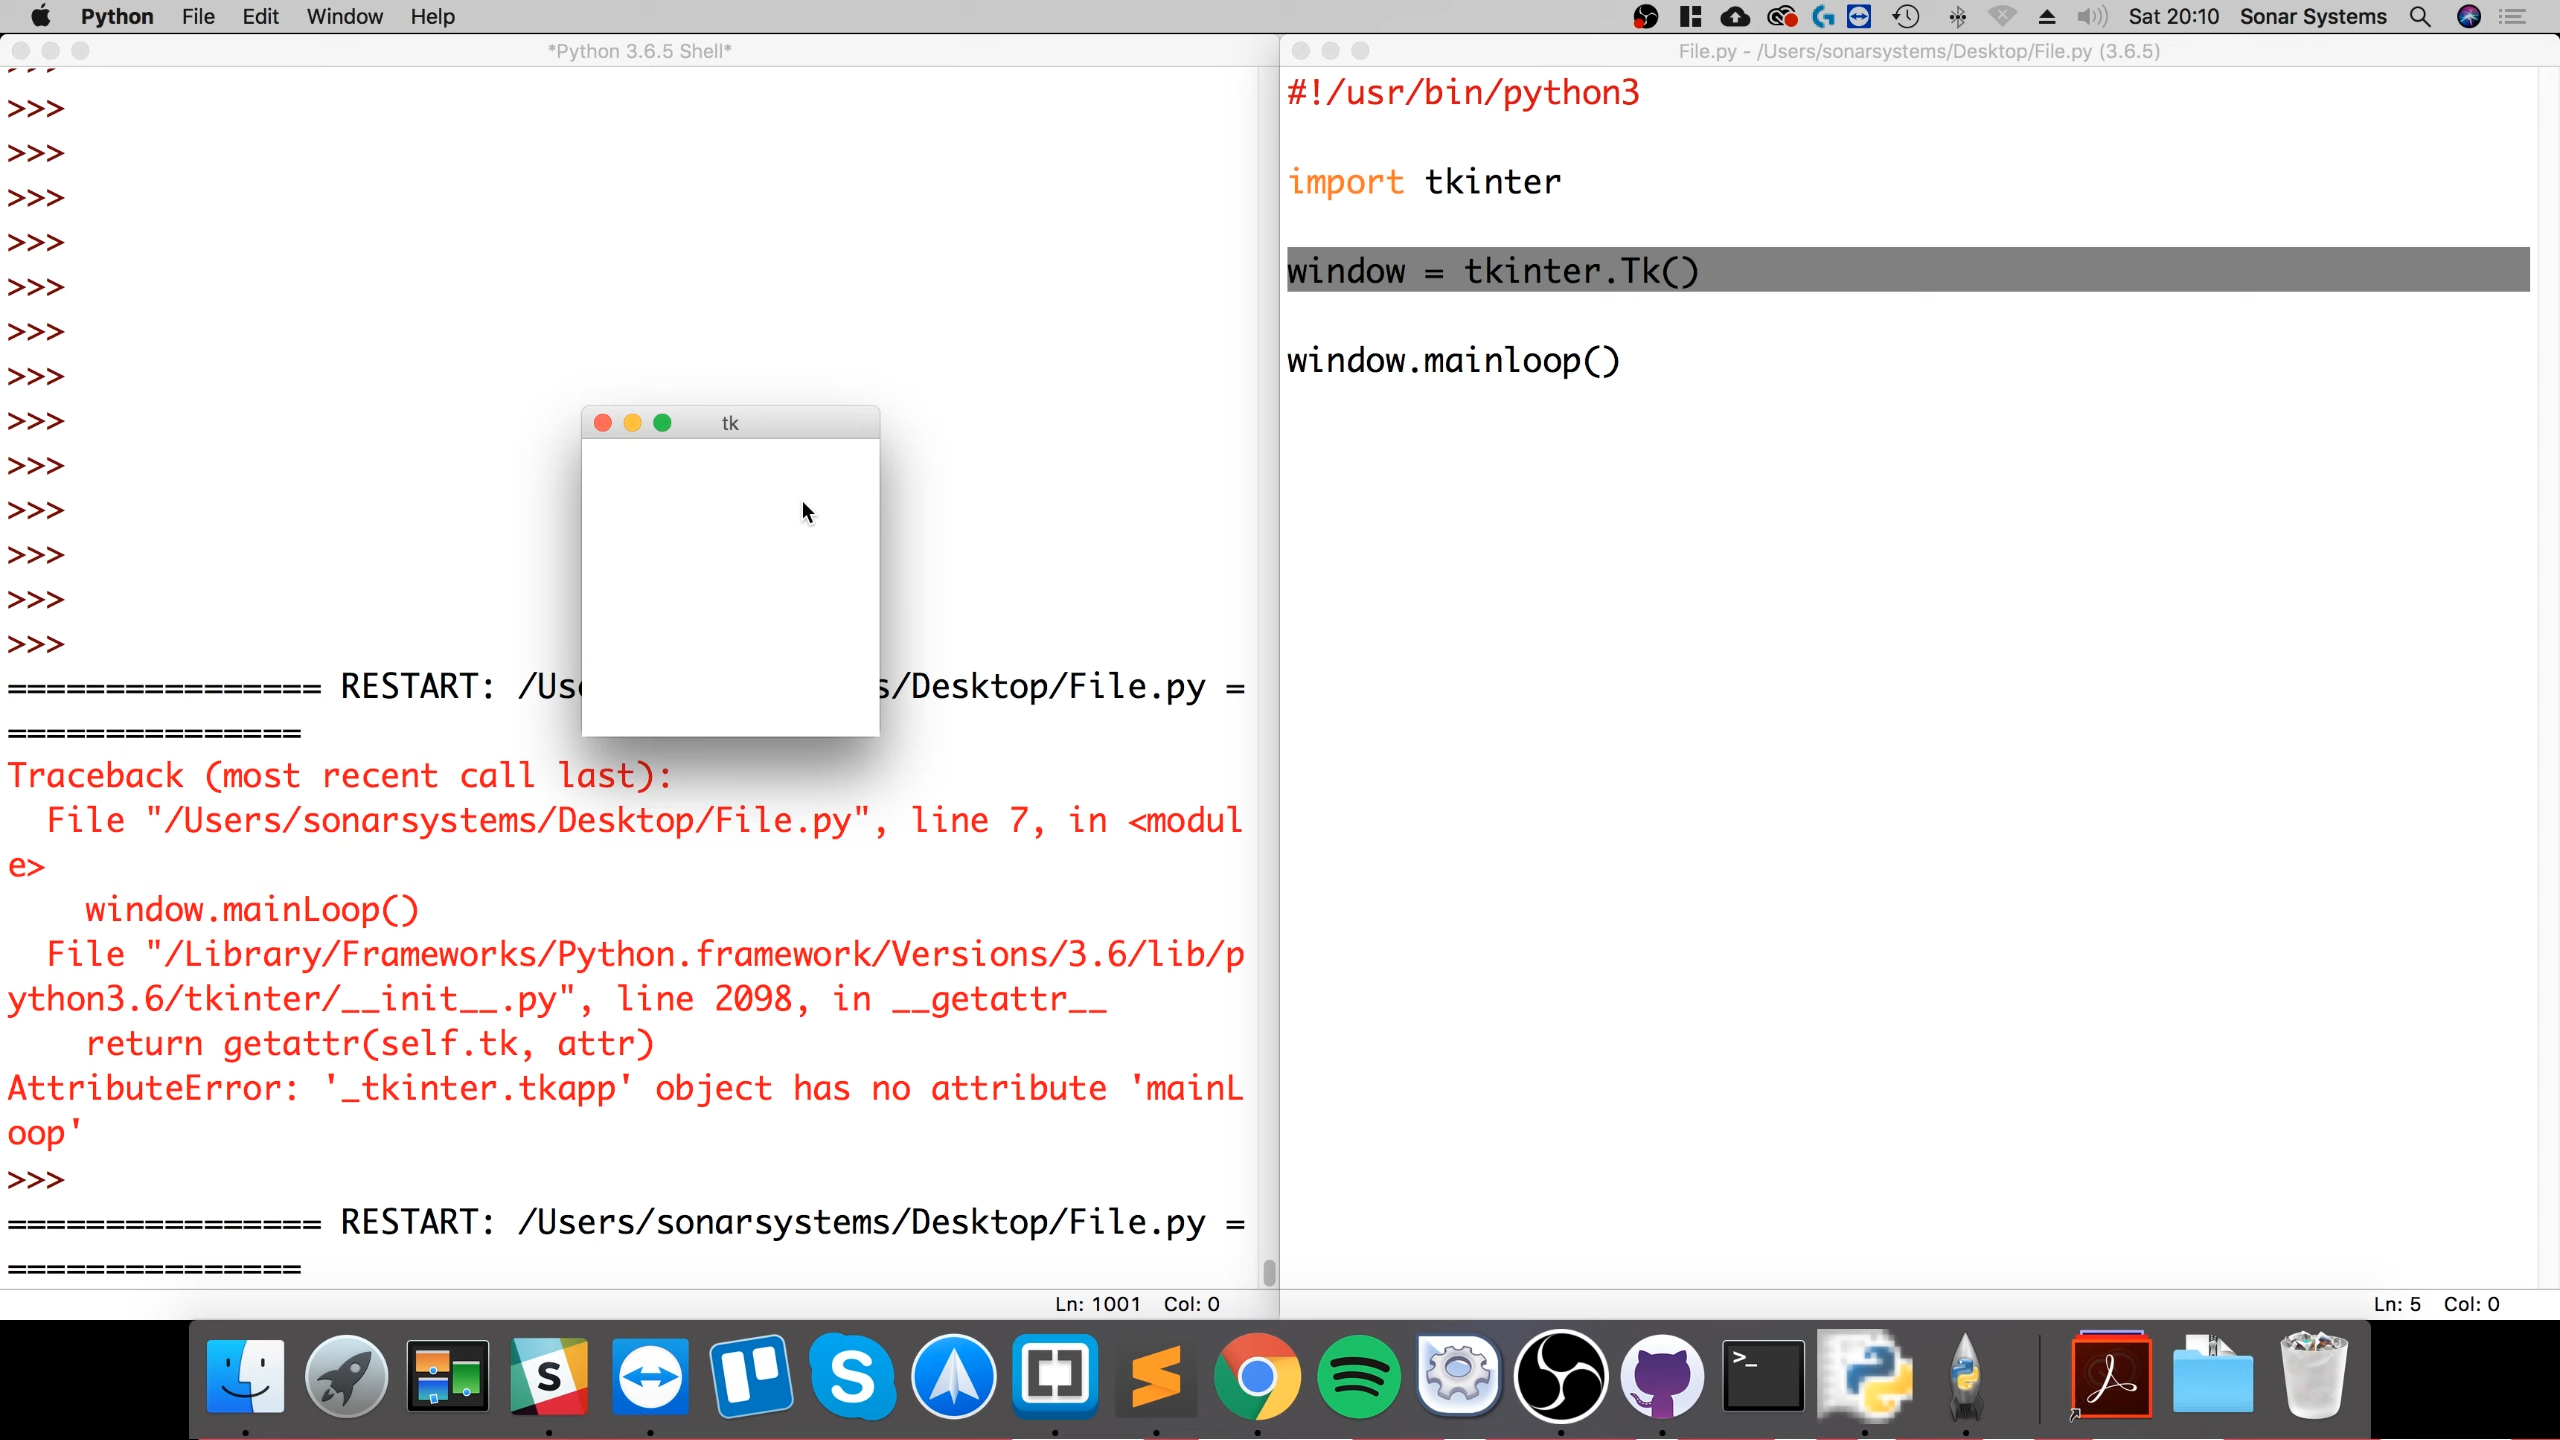 Python File Edit Window Help
Sat 20:10 Sonar Systems
*Python 3.6.5 Shell*
>>>
>>>
>>>
>>>
>>>
>>>
>>>
>>>
>>>
>>>
>>>
>>>
>>>
tk
================ RESTART: /Us s/Desktop/File.py =
===============
Traceback (most recent call last):
  File "/Users/sonarsystems/Desktop/File.py", line 7, in <modul
e>
    window.mainLoop()
  File "/Library/Frameworks/Python.framework/Versions/3.6/lib/p
ython3.6/tkinter/__init__.py", line 2098, in __getattr__
    return getattr(self.tk, attr)
AttributeError: '_tkinter.tkapp' object has no attribute 'mainL
oop'
>>>
================ RESTART: /Users/sonarsystems/Desktop/File.py =
===============
Ln: 1001 Col: 0
File.py - /Users/sonarsystems/Desktop/File.py (3.6.5)
#!/usr/bin/python3
import tkinter
window = tkinter.Tk()
window.mainloop()
Ln: 5 Col: 0